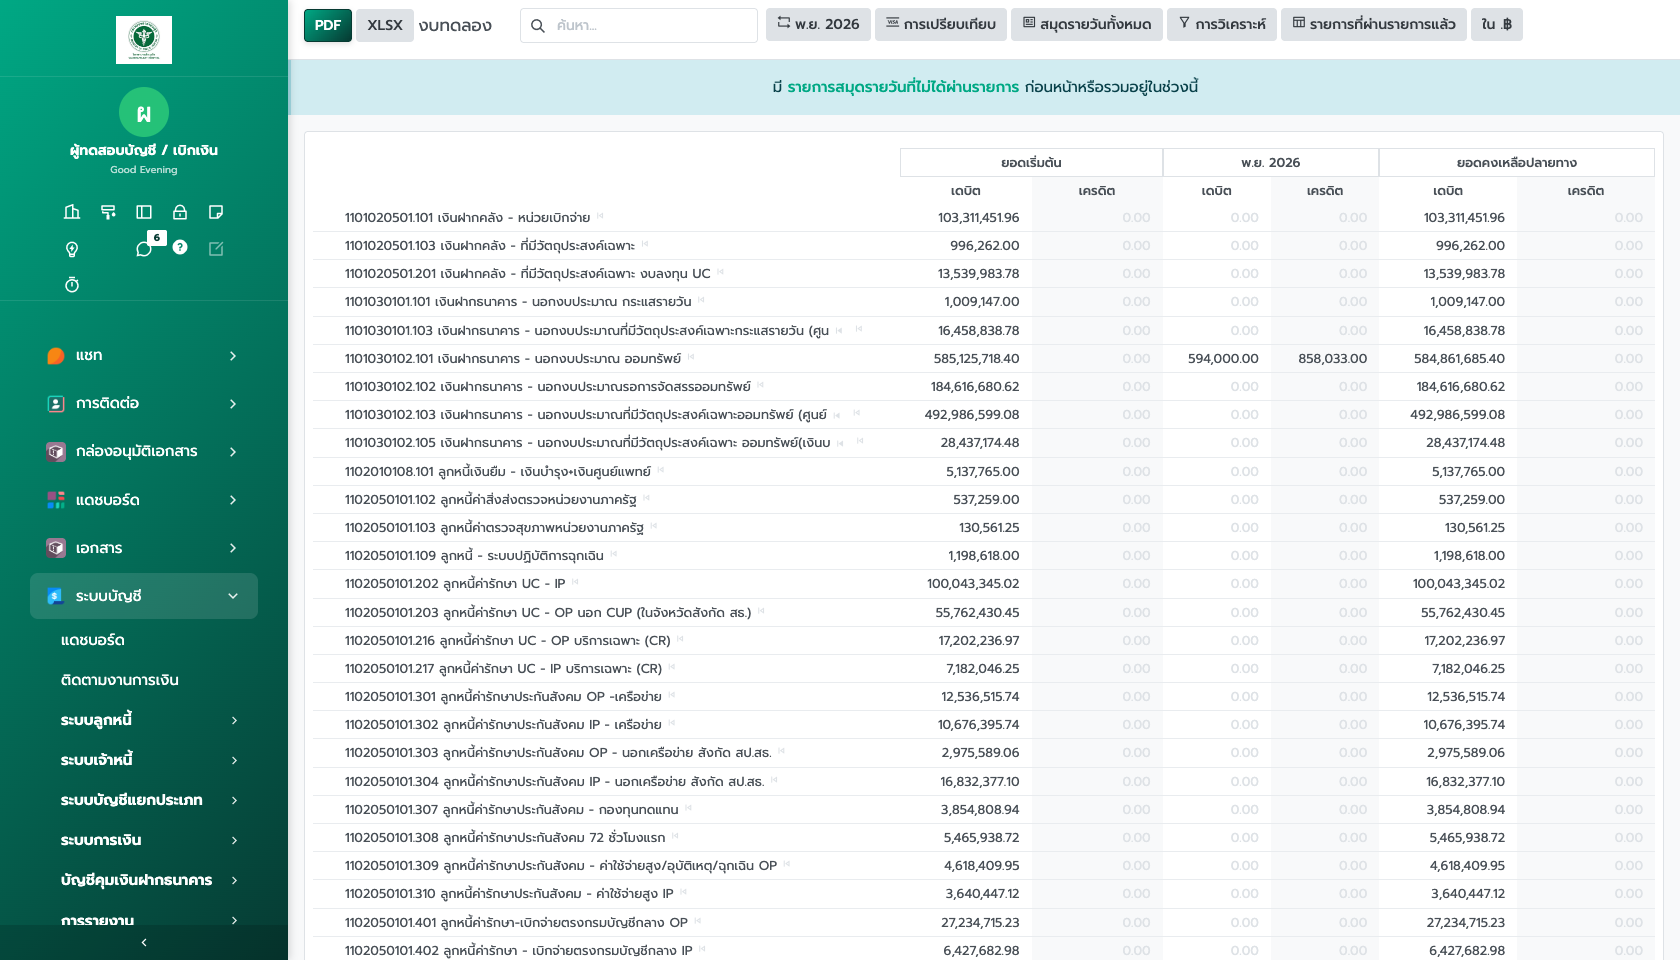 PDF XLSX งบทดลอง ค้นหา... พ.ย. 2026 การเปรียบเทียบ สมุดรายวันทั้งหมด การวิเคราะห์ รายการที่ผ่านรายการแล้ว ใน .฿
มี รายการสมุดรายวันที่ไม่ได้ผ่านรายการ ก่อนหน้าหรือรวมอยู่ในช่วงนี้
ผ
ผู้ทดสอบบัญชี / เบิกเงิน
Good Evening
6
แชท
การติดต่อ
กล่องอนุมัติเอกสาร
แดชบอร์ด
เอกสาร
ระบบบัญชี
แดชบอร์ด
ติดตามงานการเงิน
ระบบลูกหนี้
ระบบเจ้าหนี้
ระบบบัญชีแยกประเภท
ระบบการเงิน
บัญชีคุมเงินฝากธนาคาร
การรายงาน
ยอดเริ่มต้น พ.ย. 2026 ยอดคงเหลือปลายทาง
เดบิต เครดิต เดบิต เครดิต เดบิต เครดิต
1101020501.101 เงินฝากคลัง - หน่วยเบิกจ่าย 103,311,451.96 0.00 0.00 0.00 103,311,451.96 0.00
1101020501.103 เงินฝากคลัง - ที่มีวัตถุประสงค์เฉพาะ 996,262.00 0.00 0.00 0.00 996,262.00 0.00
1101020501.201 เงินฝากคลัง - ที่มีวัตถุประสงค์เฉพาะ งบลงทุน UC 13,539,983.78 0.00 0.00 0.00 13,539,983.78 0.00
1101030101.101 เงินฝากธนาคาร - นอกงบประมาณ กระแสรายวัน 1,009,147.00 0.00 0.00 0.00 1,009,147.00 0.00
1101030101.103 เงินฝากธนาคาร - นอกงบประมาณที่มีวัตถุประสงค์เฉพาะกระแสรายวัน (ศูน 16,458,838.78 0.00 0.00 0.00 16,458,838.78 0.00
1101030102.101 เงินฝากธนาคาร - นอกงบประมาณ ออมทรัพย์ 585,125,718.40 0.00 594,000.00 858,033.00 584,861,685.40 0.00
1101030102.102 เงินฝากธนาคาร - นอกงบประมาณรอการจัดสรรออมทรัพย์ 184,616,680.62 0.00 0.00 0.00 184,616,680.62 0.00
1101030102.103 เงินฝากธนาคาร - นอกงบประมาณที่มีวัตถุประสงค์เฉพาะออมทรัพย์ (ศูนย์ 492,986,599.08 0.00 0.00 0.00 492,986,599.08 0.00
1101030102.105 เงินฝากธนาคาร - นอกงบประมาณที่มีวัตถุประสงค์เฉพาะ ออมทรัพย์(เงินบ 28,437,174.48 0.00 0.00 0.00 28,437,174.48 0.00
1102010108.101 ลูกหนี้เงินยืม - เงินบำรุง+เงินศูนย์แพทย์ 5,137,765.00 0.00 0.00 0.00 5,137,765.00 0.00
1102050101.102 ลูกหนี้ค่าสิ่งส่งตรวจหน่วยงานภาครัฐ 537,259.00 0.00 0.00 0.00 537,259.00 0.00
1102050101.103 ลูกหนี้ค่าตรวจสุขภาพหน่วยงานภาครัฐ 130,561.25 0.00 0.00 0.00 130,561.25 0.00
1102050101.109 ลูกหนี้ - ระบบปฏิบัติการฉุกเฉิน 1,198,618.00 0.00 0.00 0.00 1,198,618.00 0.00
1102050101.202 ลูกหนี้ค่ารักษา UC - IP 100,043,345.02 0.00 0.00 0.00 100,043,345.02 0.00
1102050101.203 ลูกหนี้ค่ารักษา UC - OP นอก CUP (ในจังหวัดสังกัด สธ.) 55,762,430.45 0.00 0.00 0.00 55,762,430.45 0.00
1102050101.216 ลูกหนี้ค่ารักษา UC - OP บริการเฉพาะ (CR) 17,202,236.97 0.00 0.00 0.00 17,202,236.97 0.00
1102050101.217 ลูกหนี้ค่ารักษา UC - IP บริการเฉพาะ (CR) 7,182,046.25 0.00 0.00 0.00 7,182,046.25 0.00
1102050101.301 ลูกหนี้ค่ารักษาประกันสังคม OP -เครือข่าย 12,536,515.74 0.00 0.00 0.00 12,536,515.74 0.00
1102050101.302 ลูกหนี้ค่ารักษาประกันสังคม IP - เครือข่าย 10,676,395.74 0.00 0.00 0.00 10,676,395.74 0.00
1102050101.303 ลูกหนี้ค่ารักษาประกันสังคม OP - นอกเครือข่าย สังกัด สป.สธ. 2,975,589.06 0.00 0.00 0.00 2,975,589.06 0.00
1102050101.304 ลูกหนี้ค่ารักษาประกันสังคม IP - นอกเครือข่าย สังกัด สป.สธ. 16,832,377.10 0.00 0.00 0.00 16,832,377.10 0.00
1102050101.307 ลูกหนี้ค่ารักษาประกันสังคม - กองทุนทดแทน 3,854,808.94 0.00 0.00 0.00 3,854,808.94 0.00
1102050101.308 ลูกหนี้ค่ารักษาประกันสังคม 72 ชั่วโมงแรก 5,465,938.72 0.00 0.00 0.00 5,465,938.72 0.00
1102050101.309 ลูกหนี้ค่ารักษาประกันสังคม - ค่าใช้จ่ายสูง/อุบัติเหตุ/ฉุกเฉิน OP 4,618,409.95 0.00 0.00 0.00 4,618,409.95 0.00
1102050101.310 ลูกหนี้ค่ารักษาประกันสังคม - ค่าใช้จ่ายสูง IP 3,640,447.12 0.00 0.00 0.00 3,640,447.12 0.00
1102050101.401 ลูกหนี้ค่ารักษา-เบิกจ่ายตรงกรมบัญชีกลาง OP 27,234,715.23 0.00 0.00 0.00 27,234,715.23 0.00
1102050101.402 ลูกหนี้ค่ารักษา - เบิกจ่ายตรงกรมบัญชีกลาง IP 6,427,682.98 0.00 0.00 0.00 6,427,682.98 0.00